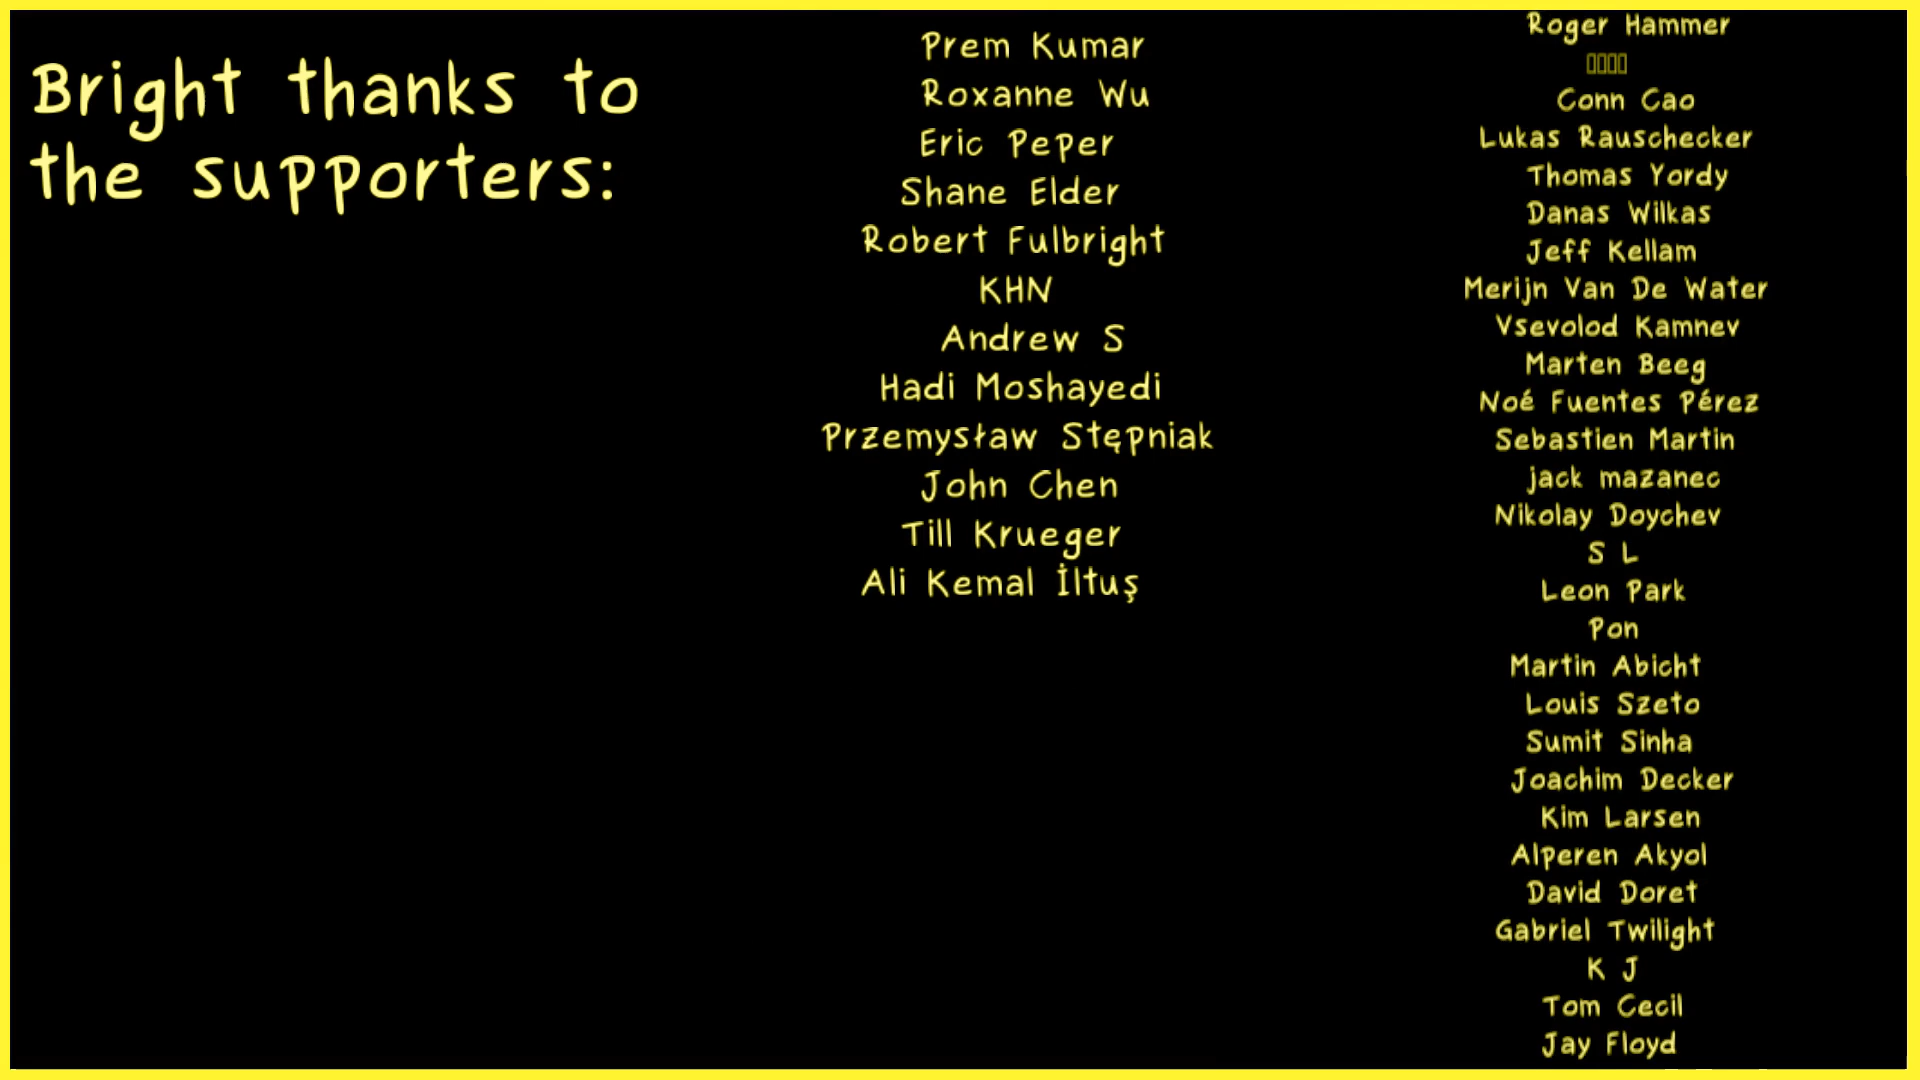 Bright thanks to
the supporters:
Prem Kumar
Roxanne Wu
Eric Peper
Shane Elder
Robert Fulbright
KHN
Andrew S
Hadi Moshayedi
Przemysław Stępniak
John Chen
Till Krueger
Ali Kemal İltuş
Roger Hammer
Conn Cao
Lukas Rauschecker
Thomas Yordy
Danas Wilkas
Jeff Kellam
Merijn Van De Water
Vsevolod Kamnev
Marten Beeg
Noé Fuentes Pérez
Sebastien Martin
jack mazanec
Nikolay Doychev
S L
Leon Park
Pon
Martin Abicht
Louis Szeto
Sumit Sinha
Joachim Decker
Kim Larsen
Alperen Akyol
David Doret
Gabriel Twilight
K J
Tom Cecil
Jay Floyd